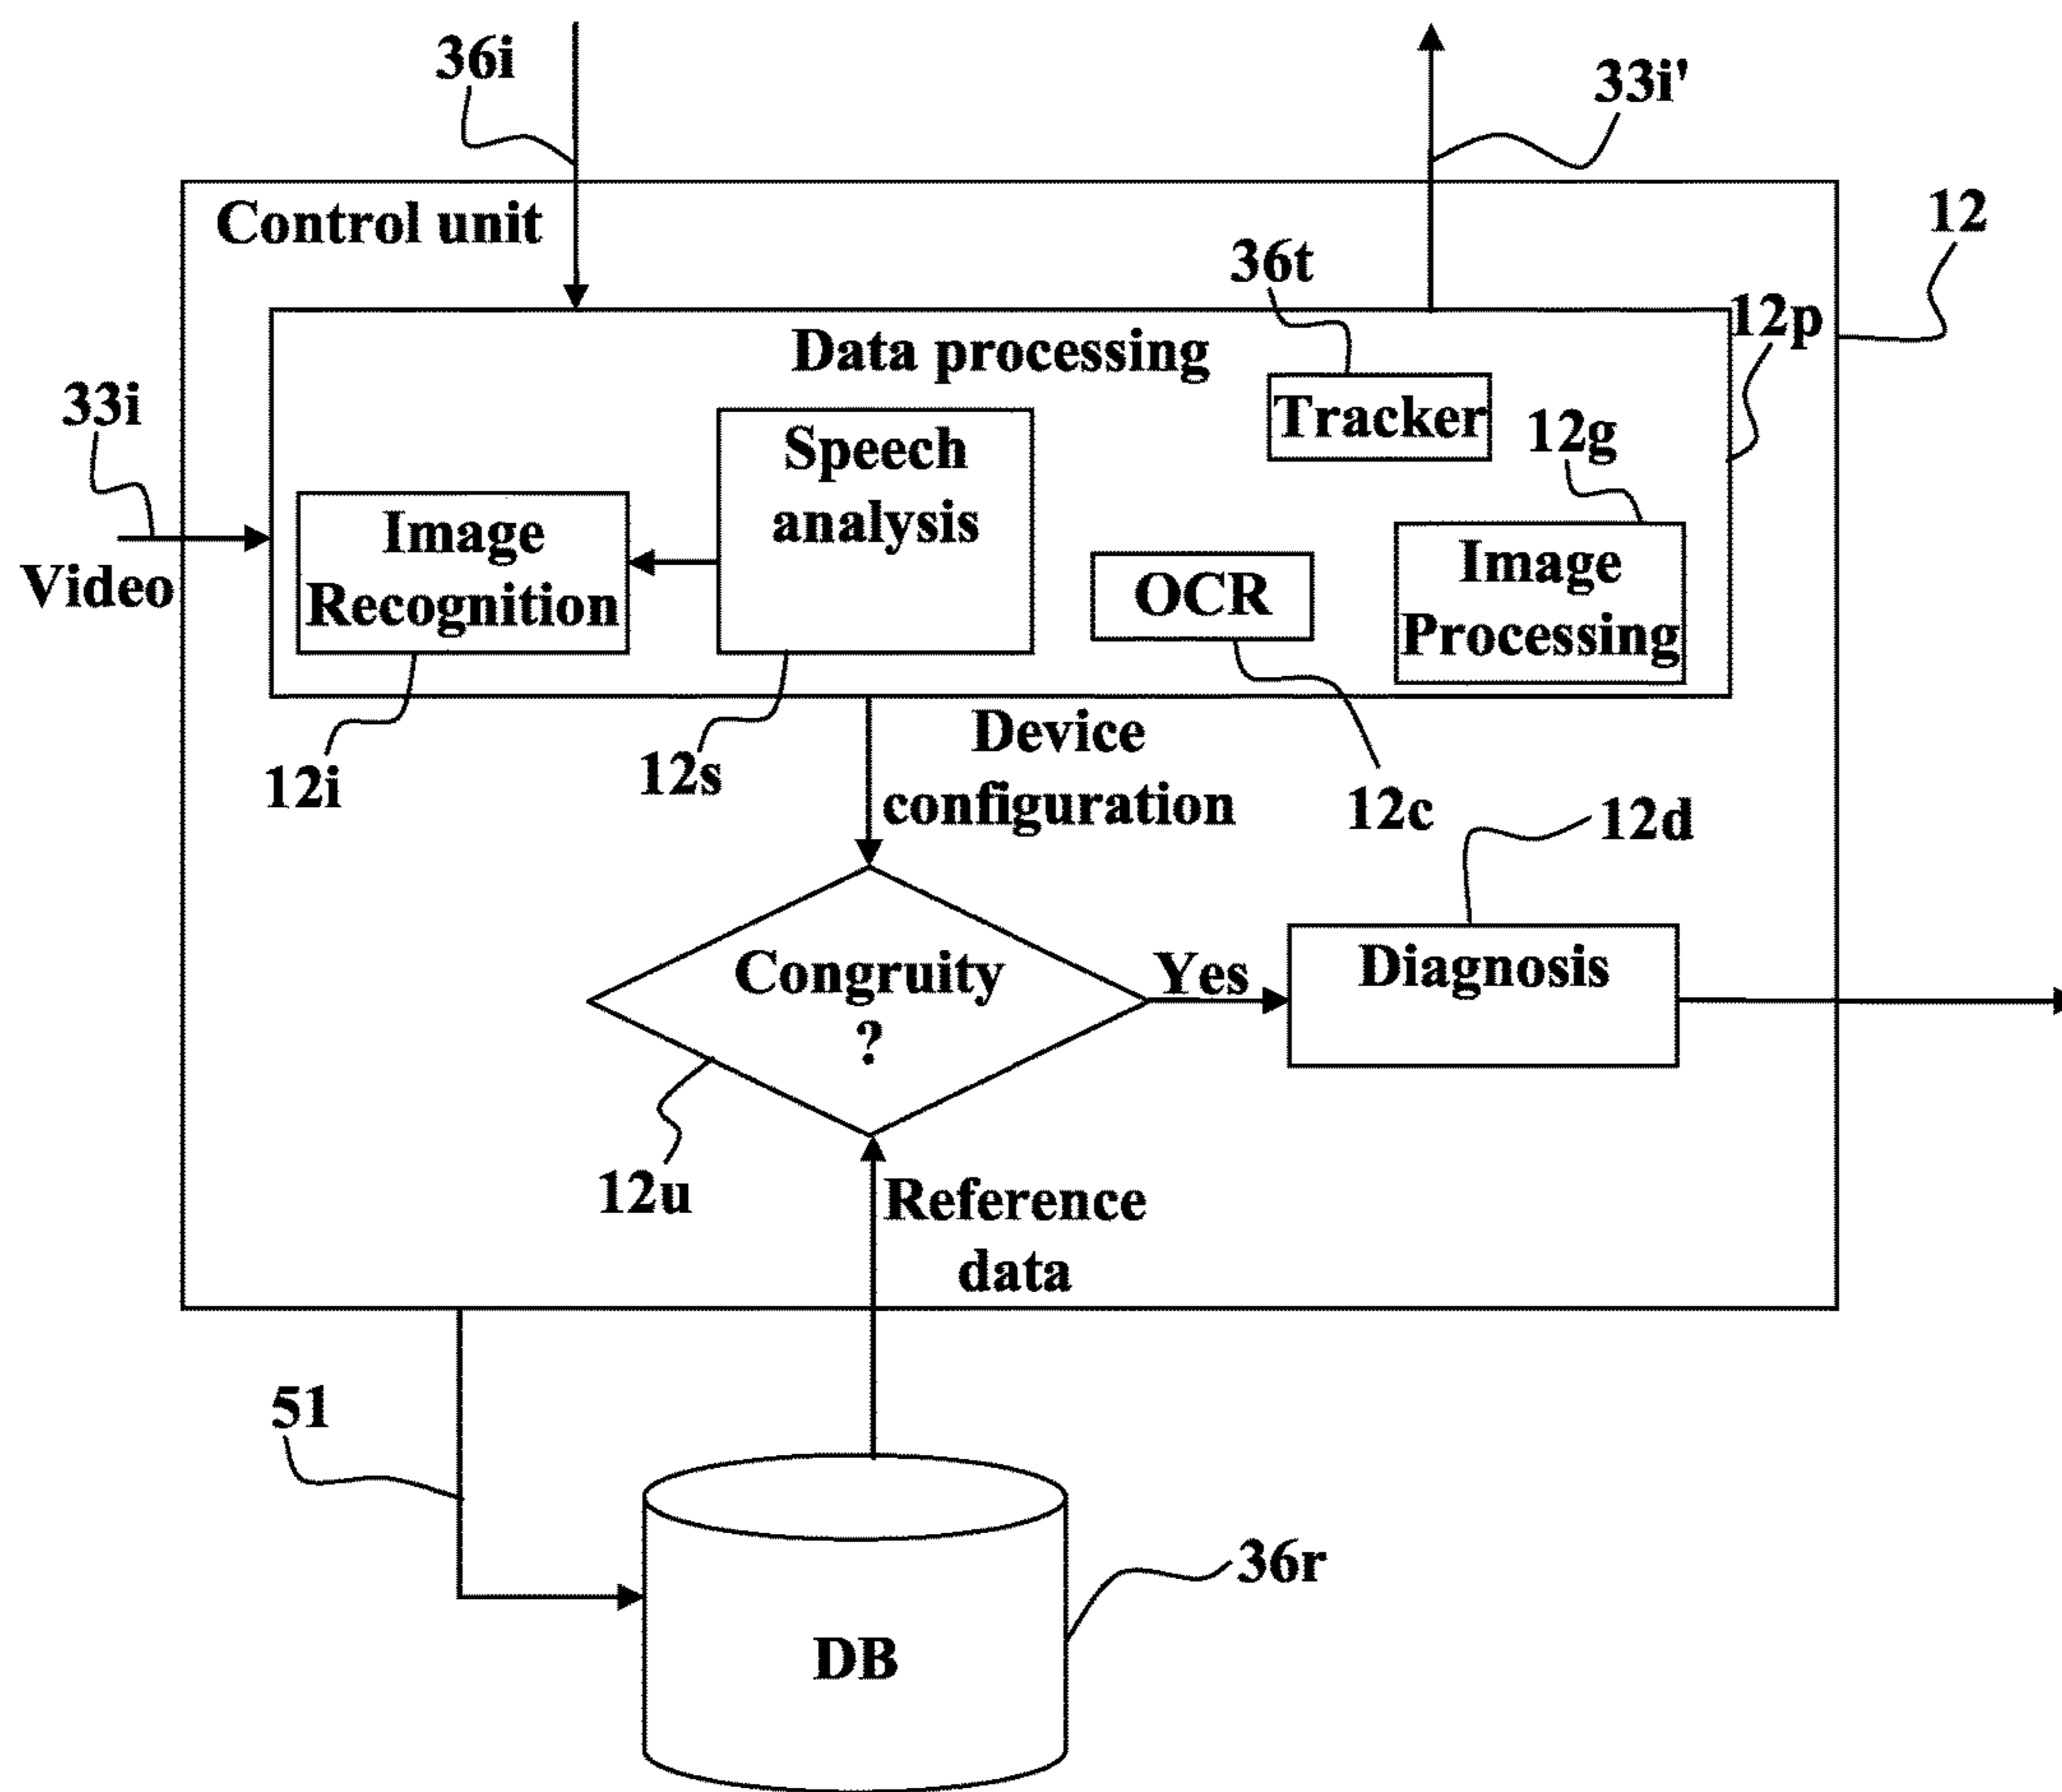 36i
33i'
Control unit
12
36t
12p
Data processing
33i
Tracker
12g
Speech
analysis
Image
Recognition
Video
OCR
Image
Processing
12i
12s
Device
configuration
12c
12d
Congruity
?
Yes
Diagnosis
12u
Reference
data
51
36r
DB